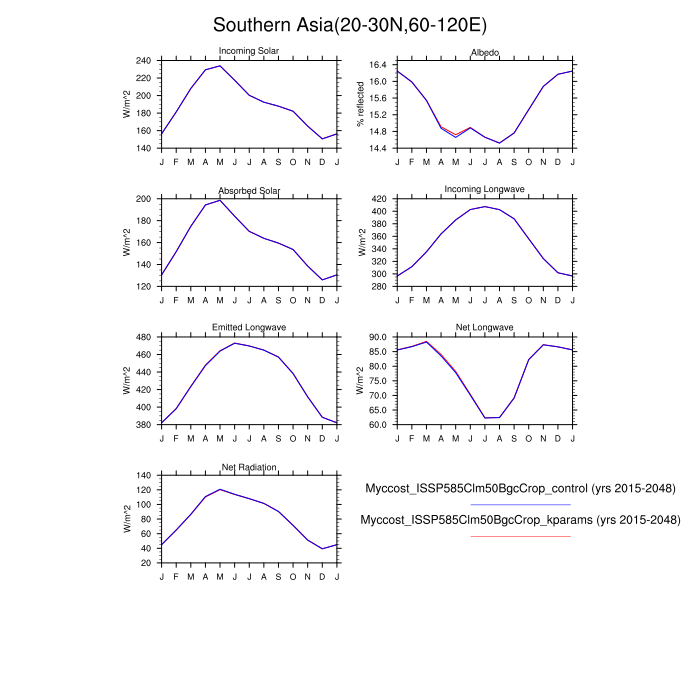 Southern Asia(20-30N,60-120E)
Incoming Solar
W/m^2
240
220
200
180
160
140
J F M A M J J A S O N D J
Albedo
% reflected
16.4
16.0
15.6
15.2
14.8
14.4
J F M A M J J A S O N D J
Absorbed Solar
W/m^2
200
180
160
140
120
J F M A M J J A S O N D J
Incoming Longwave
W/m^2
420
400
380
360
340
320
300
280
J F M A M J J A S O N D J
Emitted Longwave
W/m^2
480
460
440
420
400
380
J F M A M J J A S O N D J
Net Longwave
W/m^2
90.0
85.0
80.0
75.0
70.0
65.0
60.0
J F M A M J J A S O N D J
Net Radiation
W/m^2
140
120
100
80
60
40
20
J F M A M J J A S O N D J
Myccost_ISSP585Clm50BgcCrop_control (yrs 2015-2048)
Myccost_ISSP585Clm50BgcCrop_kparams (yrs 2015-2048)